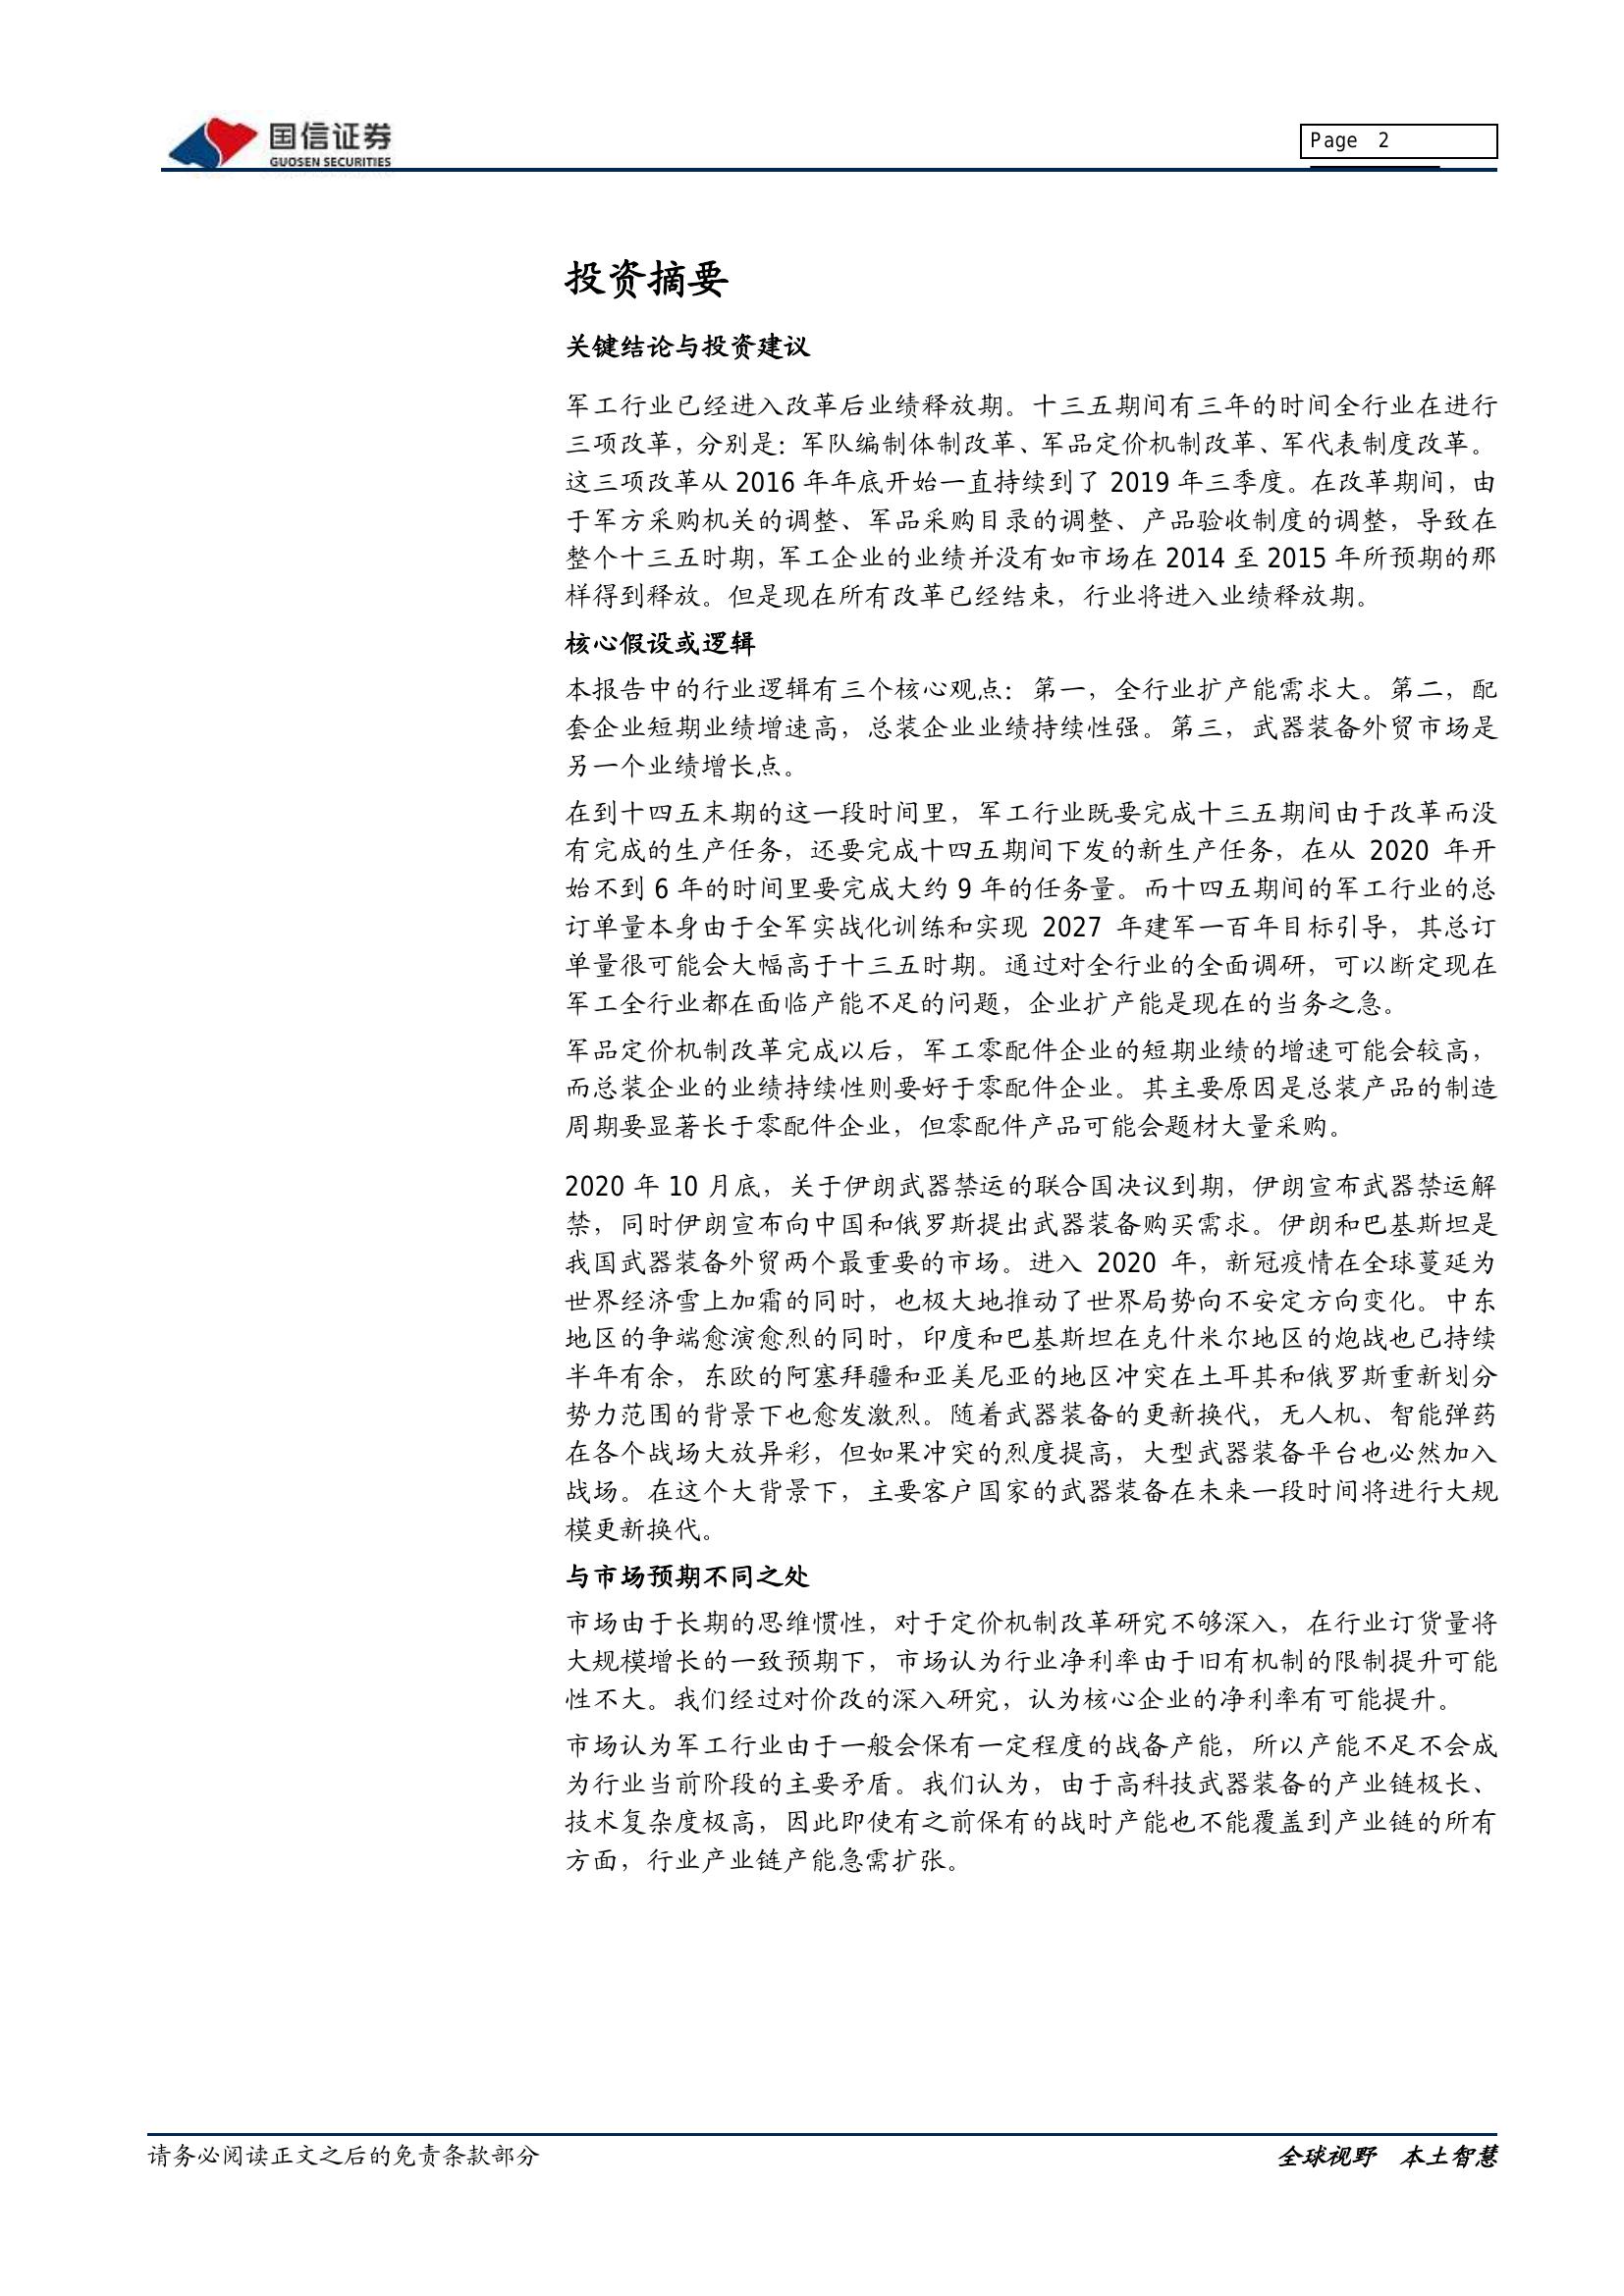 国信证券
GUOSEN SECURITIES
Page 2
投资摘要
关键结论与投资建议
军工行业已经进入改革后业绩释放期。十三五期间有三年的时间全行业在进行
三项改革，分别是：军队编制体制改革、军品定价机制改革、军代表制度改革。
这三项改革从 2016 年年底开始一直持续到了 2019 年三季度。在改革期间，由
于军方采购机关的调整、军品采购目录的调整、产品验收制度的调整，导致在
整个十三五时期，军工企业的业绩并没有如市场在 2014 至 2015 年所预期的那
样得到释放。但是现在所有改革已经结束，行业将进入业绩释放期。
核心假设或逻辑
本报告中的行业逻辑有三个核心观点：第一，全行业扩产能需求大。第二，配
套企业短期业绩增速高，总装企业业绩持续性强。第三，武器装备外贸市场是
另一个业绩增长点。
在到十四五末期的这一段时间里，军工行业既要完成十三五期间由于改革而没
有完成的生产任务，还要完成十四五期间下发的新生产任务，在从 2020 年开
始不到 6 年的时间里要完成大约 9 年的任务量。而十四五期间的军工行业的总
订单量本身由于全军实战化训练和实现 2027 年建军一百年目标引导，其总订
单量很可能会大幅高于十三五时期。通过对全行业的全面调研，可以断定现在
军工全行业都在面临产能不足的问题，企业扩产能是现在的当务之急。
军品定价机制改革完成以后，军工零配件企业的短期业绩的增速可能会较高，
而总装企业的业绩持续性则要好于零配件企业。其主要原因是总装产品的制造
周期要显著长于零配件企业，但零配件产品可能会题材大量采购。
2020 年 10 月底，关于伊朗武器禁运的联合国决议到期，伊朗宣布武器禁运解
禁，同时伊朗宣布向中国和俄罗斯提出武器装备购买需求。伊朗和巴基斯坦是
我国武器装备外贸两个最重要的市场。进入 2020 年，新冠疫情在全球蔓延为
世界经济雪上加霜的同时，也极大地推动了世界局势向不安定方向变化。中东
地区的争端愈演愈烈的同时，印度和巴基斯坦在克什米尔地区的炮战也已持续
半年有余，东欧的阿塞拜疆和亚美尼亚的地区冲突在土耳其和俄罗斯重新划分
势力范围的背景下也愈发激烈。随着武器装备的更新换代，无人机、智能弹药
在各个战场大放异彩，但如果冲突的烈度提高，大型武器装备平台也必然加入
战场。在这个大背景下，主要客户国家的武器装备在未来一段时间将进行大规
模更新换代。
与市场预期不同之处
市场由于长期的思维惯性，对于定价机制改革研究不够深入，在行业订货量将
大规模增长的一致预期下，市场认为行业净利率由于旧有机制的限制提升可能
性不大。我们经过对价改的深入研究，认为核心企业的净利率有可能提升。
市场认为军工行业由于一般会保有一定程度的战备产能，所以产能不足不会成
为行业当前阶段的主要矛盾。我们认为，由于高科技武器装备的产业链极长、
技术复杂度极高，因此即使有之前保有的战时产能也不能覆盖到产业链的所有
方面，行业产业链产能急需扩张。
请务必阅读正文之后的免责条款部分
全球视野 本土智慧